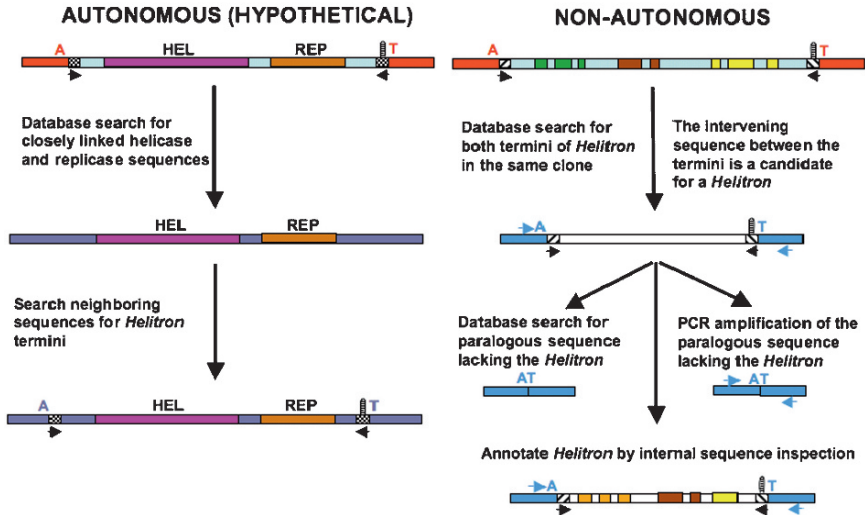 AUTONOMOUS (HYPOTHETICAL)
A HEL REP T
Database search for
closely linked helicase
and replicase sequences
HEL REP
Search neighboring
sequences for Helitron
termini
A HEL REP T
NON-AUTONOMOUS
A T
Database search for
both termini of Helitron
in the same clone
The Intervening
sequence between the
termini is a candidate
for a Helitron
A T
Database search for
paralogous sequence
lacking the Helitron
AT
PCR amplification of the
paralogous sequence
lacking the Helitron
AT
Annotate Helitron by internal sequence inspection
A T